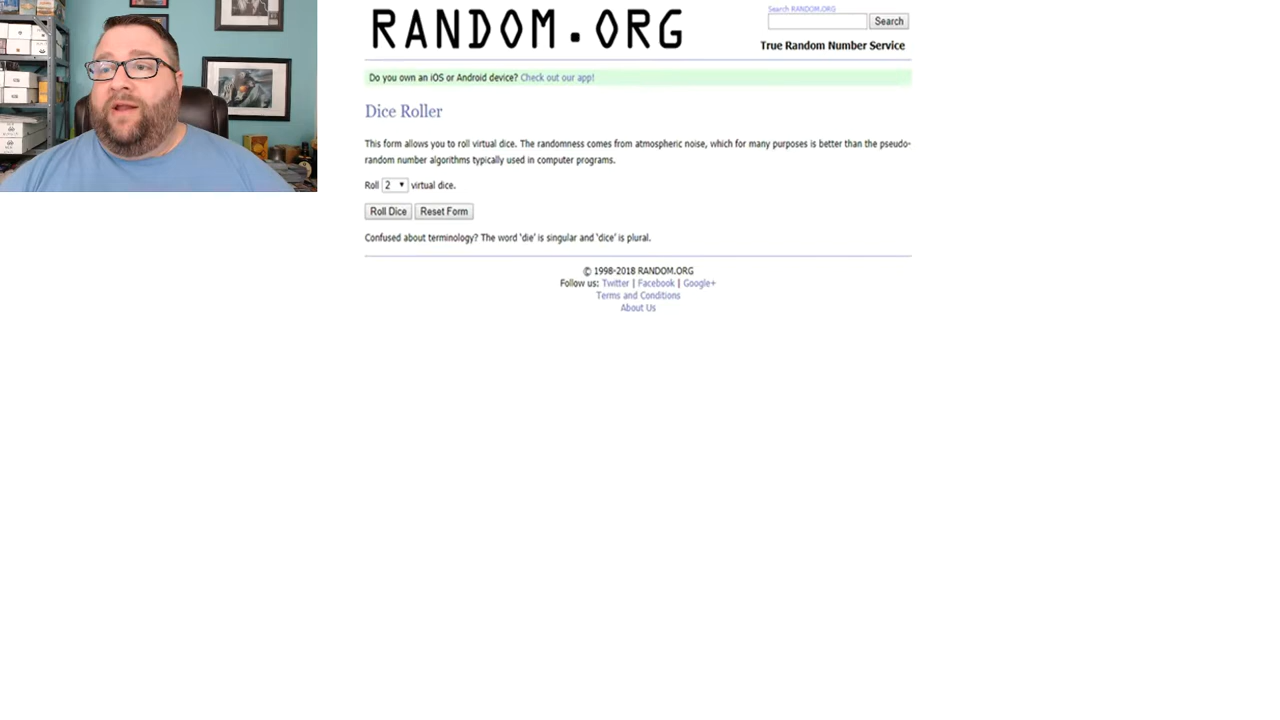 RANDOM.ORG
Search RANDOM.ORG
Search
True Random Number Service
Do you own an iOS or Android device? Check out our app!
Dice Roller
This form allows you to roll virtual dice. The randomness comes from atmospheric noise, which for many purposes is better than the pseudo-
random number algorithms typically used in computer programs.
Roll 2 virtual dice.
Roll Dice Reset Form
Confused about terminology? The word 'die' is singular and 'dice' is plural.
© 1998-2018 RANDOM.ORG
Follow us: Twitter | Facebook | Google+
Terms and Conditions
About Us